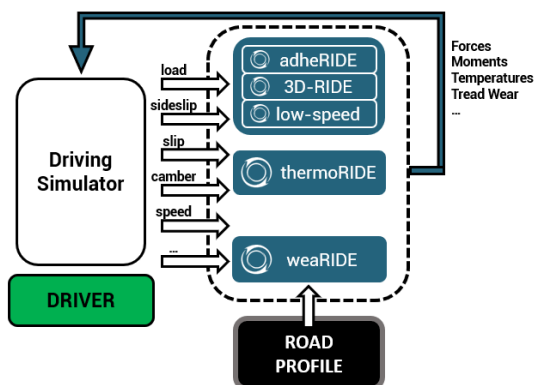 Driving
Simulator
DRIVER
load
sideslip
slip
camber
speed
...
adheRIDE
3D-RIDE
low-speed
thermoRIDE
weaRIDE
ROAD
PROFILE
Forces
Moments
Temperatures
Tread Wear
...